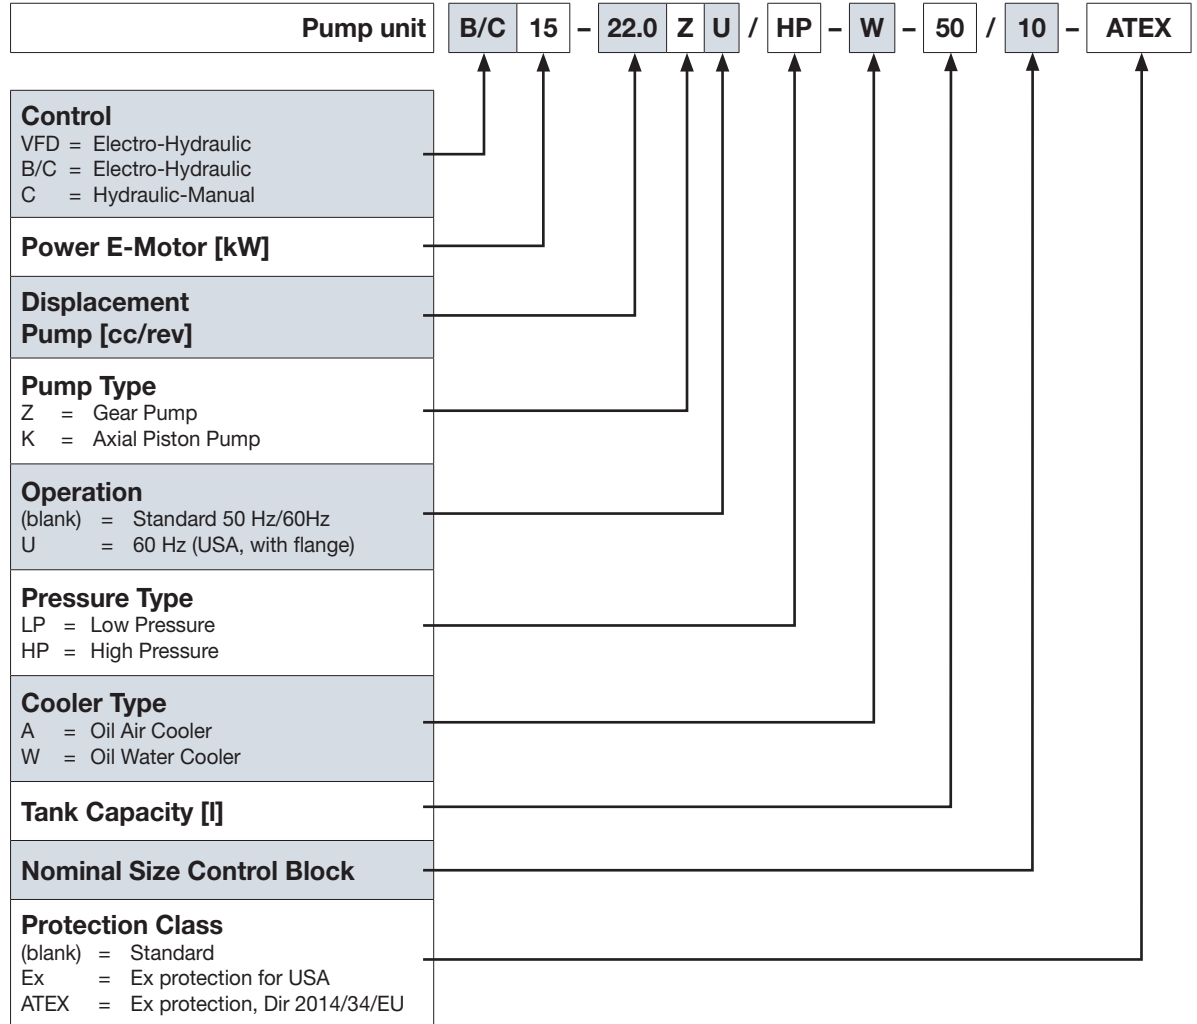 Pump unit B/C 15 – 22.0 Z U / HP – W – 50 / 10 – ATEX
Control
VFD = Electro-Hydraulic
B/C = Electro-Hydraulic
C = Hydraulic-Manual
Power E-Motor [kW]
Displacement
Pump [cc/rev]
Pump Type
Z = Gear Pump
K = Axial Piston Pump
Operation
(blank) = Standard 50 Hz/60Hz
U = 60 Hz (USA, with flange)
Pressure Type
LP = Low Pressure
HP = High Pressure
Cooler Type
A = Oil Air Cooler
W = Oil Water Cooler
Tank Capacity [l]
Nominal Size Control Block
Protection Class
(blank) = Standard
Ex = Ex protection for USA
ATEX = Ex protection, Dir 2014/34/EU